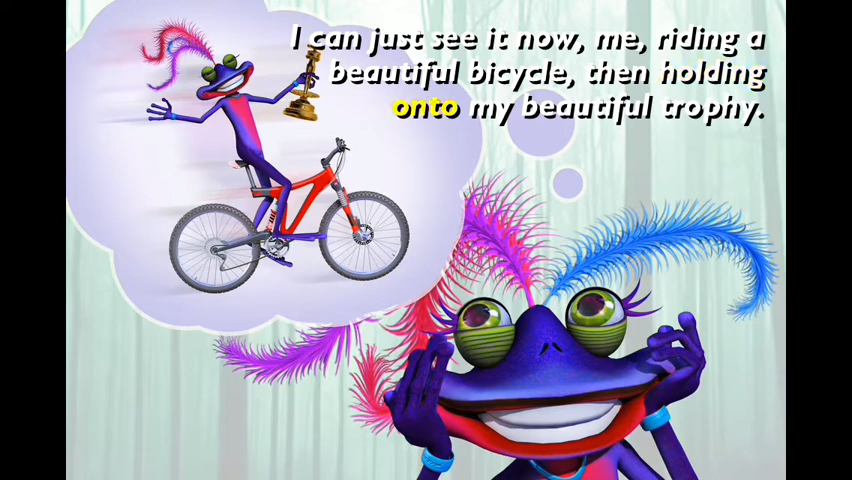 I can just see it now, me, riding a
beautiful bicycle, then holding
onto my beautiful trophy.